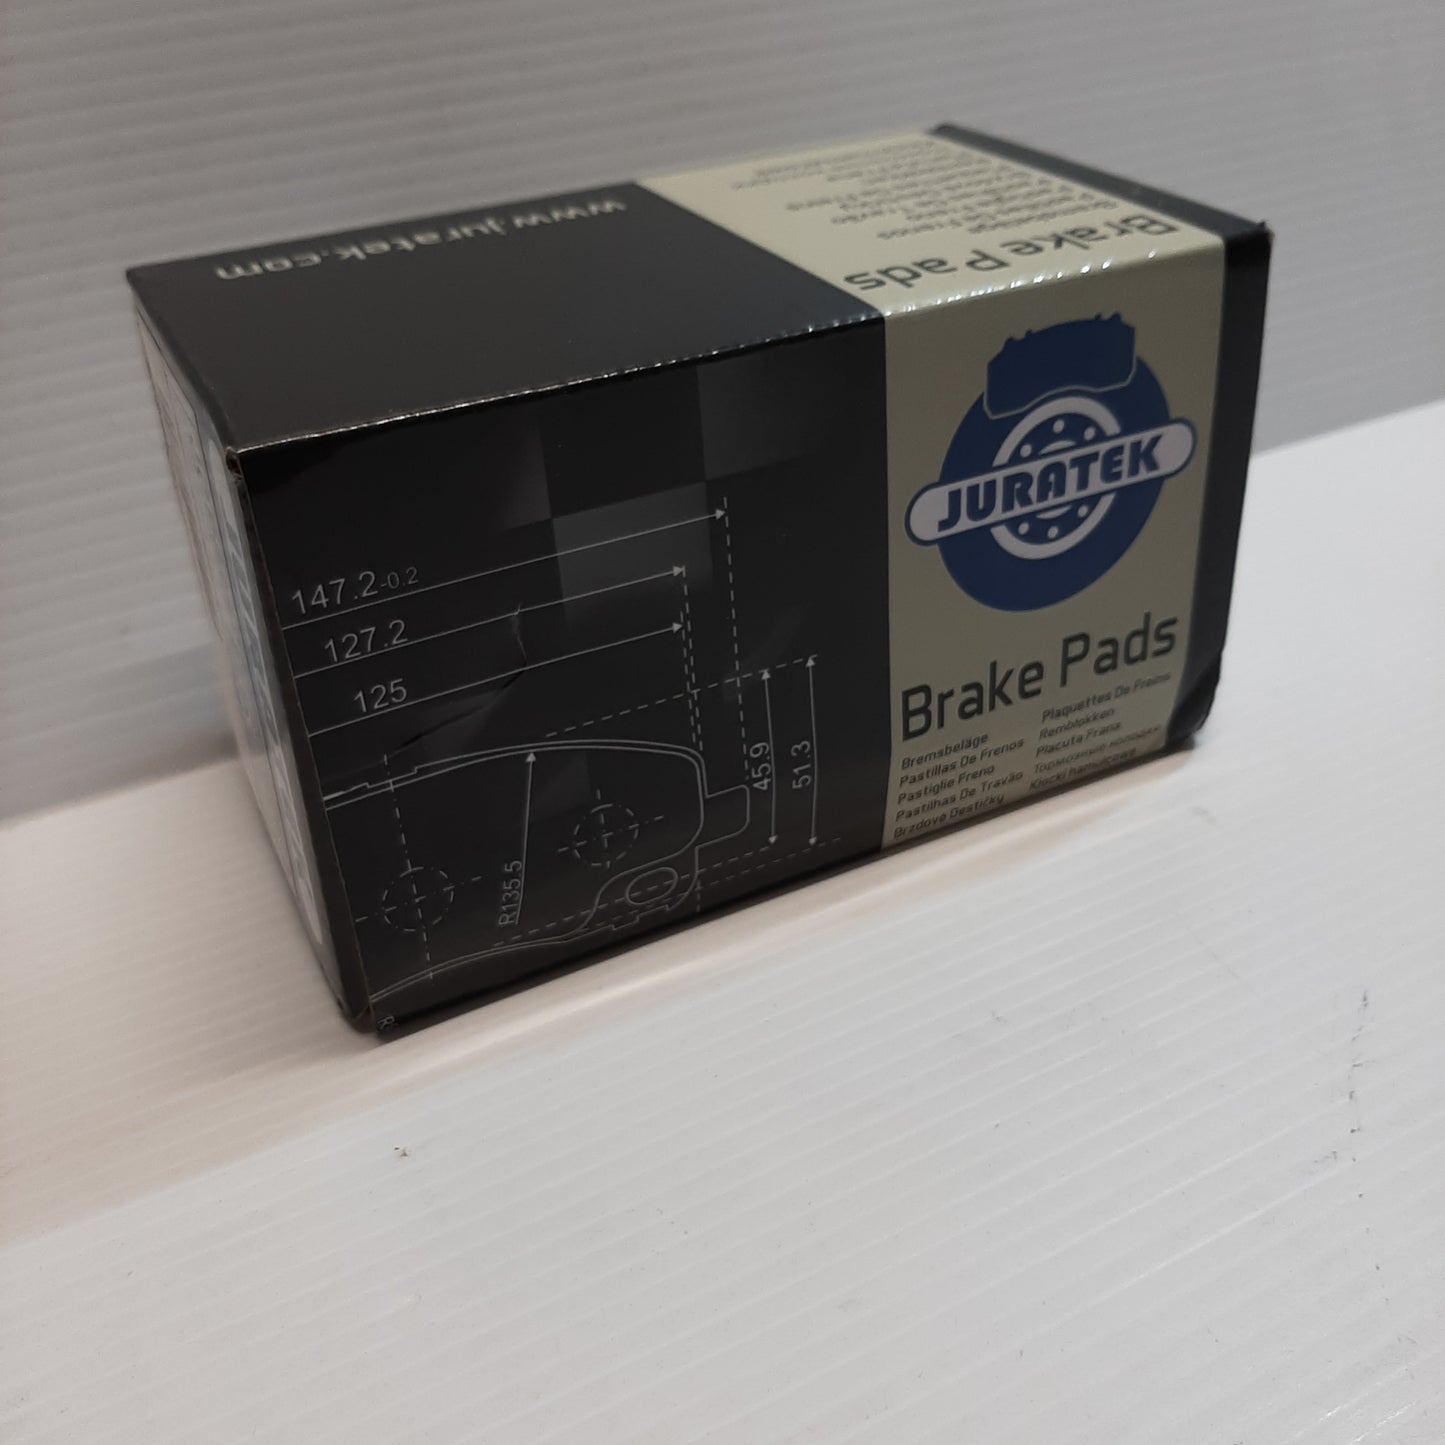 www.juratek.com
Brake Pads
JURATEK
147.2-0.2
127.2
125
45.9
51.3
R135.5
Brake Pads
Bremsbeläge
Pastillas De Frenos
Pastiglie Freno
Pastilhas De Travão
Brzdové Destičky
Plaquettes De Freins
Remblokken
Placuta Frana
Тормозные колодки
Klocki hamulcowe